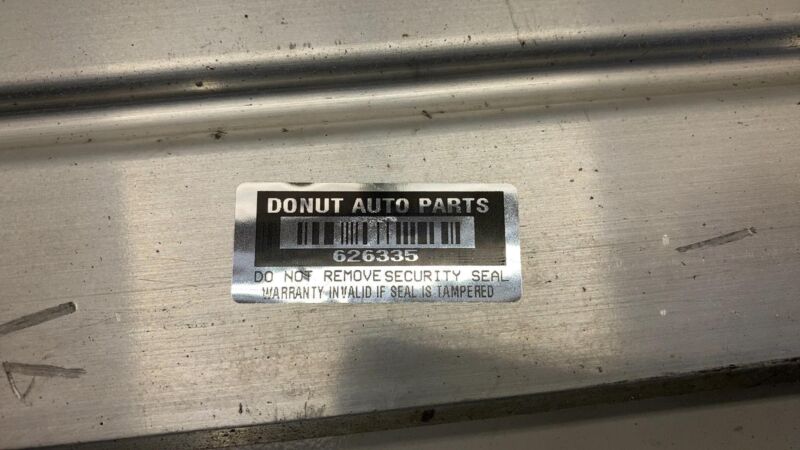 DONUT AUTO PARTS
626335
DO NOT REMOVE SECURITY SEAL
WARRANTY INVALID IF SEAL IS TAMPERED